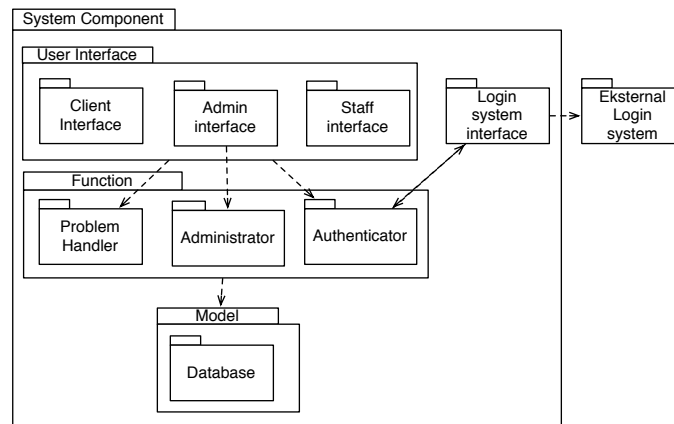 System Component
User Interface
Client
Interface
Admin
interface
Staff
interface
Login
system
interface
Eksternal
Login
system
Function
Problem
Handler
Administrator
Authenticator
Model
Database